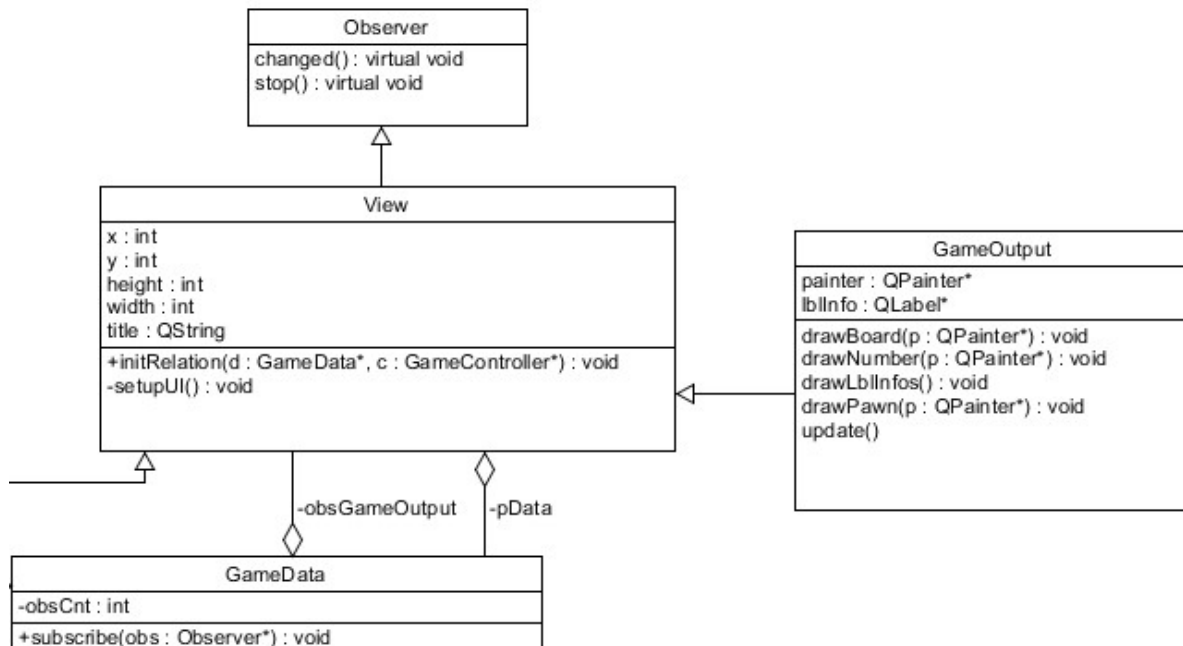 Observer
changed() : virtual void
stop() : virtual void
View
x : int
y : int
height : int
width : int
title : QString
+initRelation(d : GameData*, c : GameController*) : void
-setupUI() : void
GameOutput
painter : QPainter*
lblInfo : QLabel*
drawBoard(p : QPainter*) : void
drawNumber(p : QPainter*) : void
drawLblInfos() : void
drawPawn(p : QPainter*) : void
update()
-obsGameOutput
-pData
GameData
-obsCnt : int
+subscribe(obs : Observer*) : void